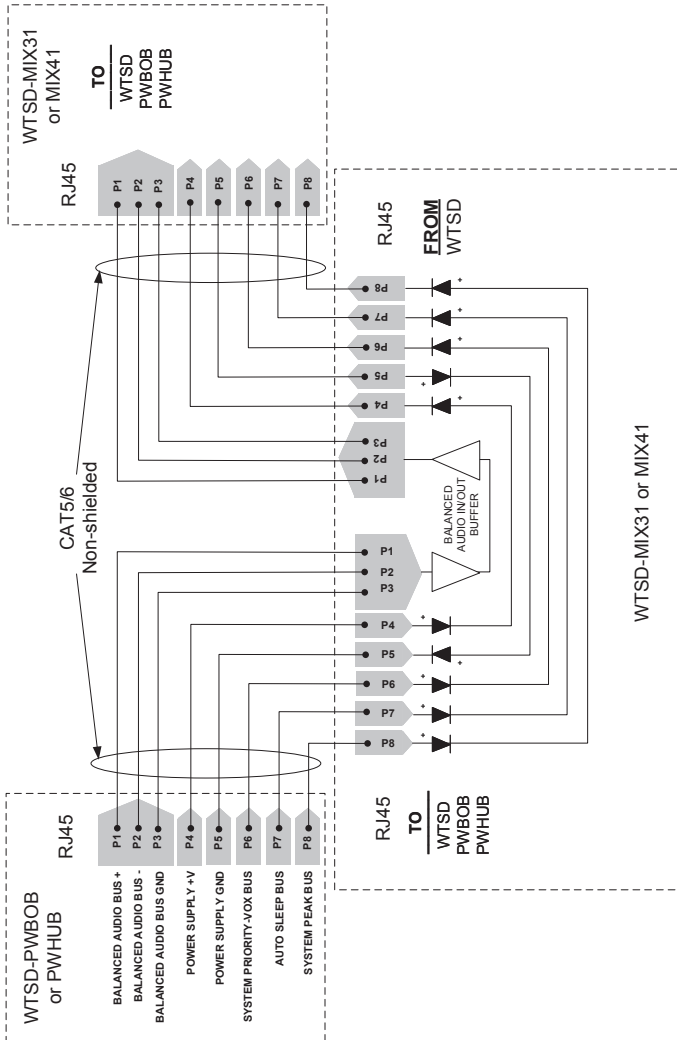 WTSD-PWBOB
or PWHUB
RJ45
BALANCED AUDIO BUS +
BALANCED AUDIO BUS -
BALANCED AUDIO BUS GND
POWER SUPPLY +V
POWER SUPPLY GND
SYSTEM PRIORITY-VOX BUS
AUTO SLEEP BUS
SYSTEM PEAK BUS
P1
P2
P3
P4
P5
P6
P7
P8
CAT5/6
Non-shielded
WTSD-MIX31
or MIX41
TO
WTSD
PWBOB
PWHUB
RJ45
P1
P2
P3
P4
P5
P6
P7
P8
RJ45
TO
WTSD
PWBOB
PWHUB
P1
P2
P3
P4
P5
P6
P7
P8
+
+
+
+
+
BALANCED
AUDIO IN/OUT
BUFFER
P1
P2
P3
P4
P5
P6
P7
P8
+
+
+
+
+
RJ45
FROM
WTSD
WTSD-MIX31 or MIX41